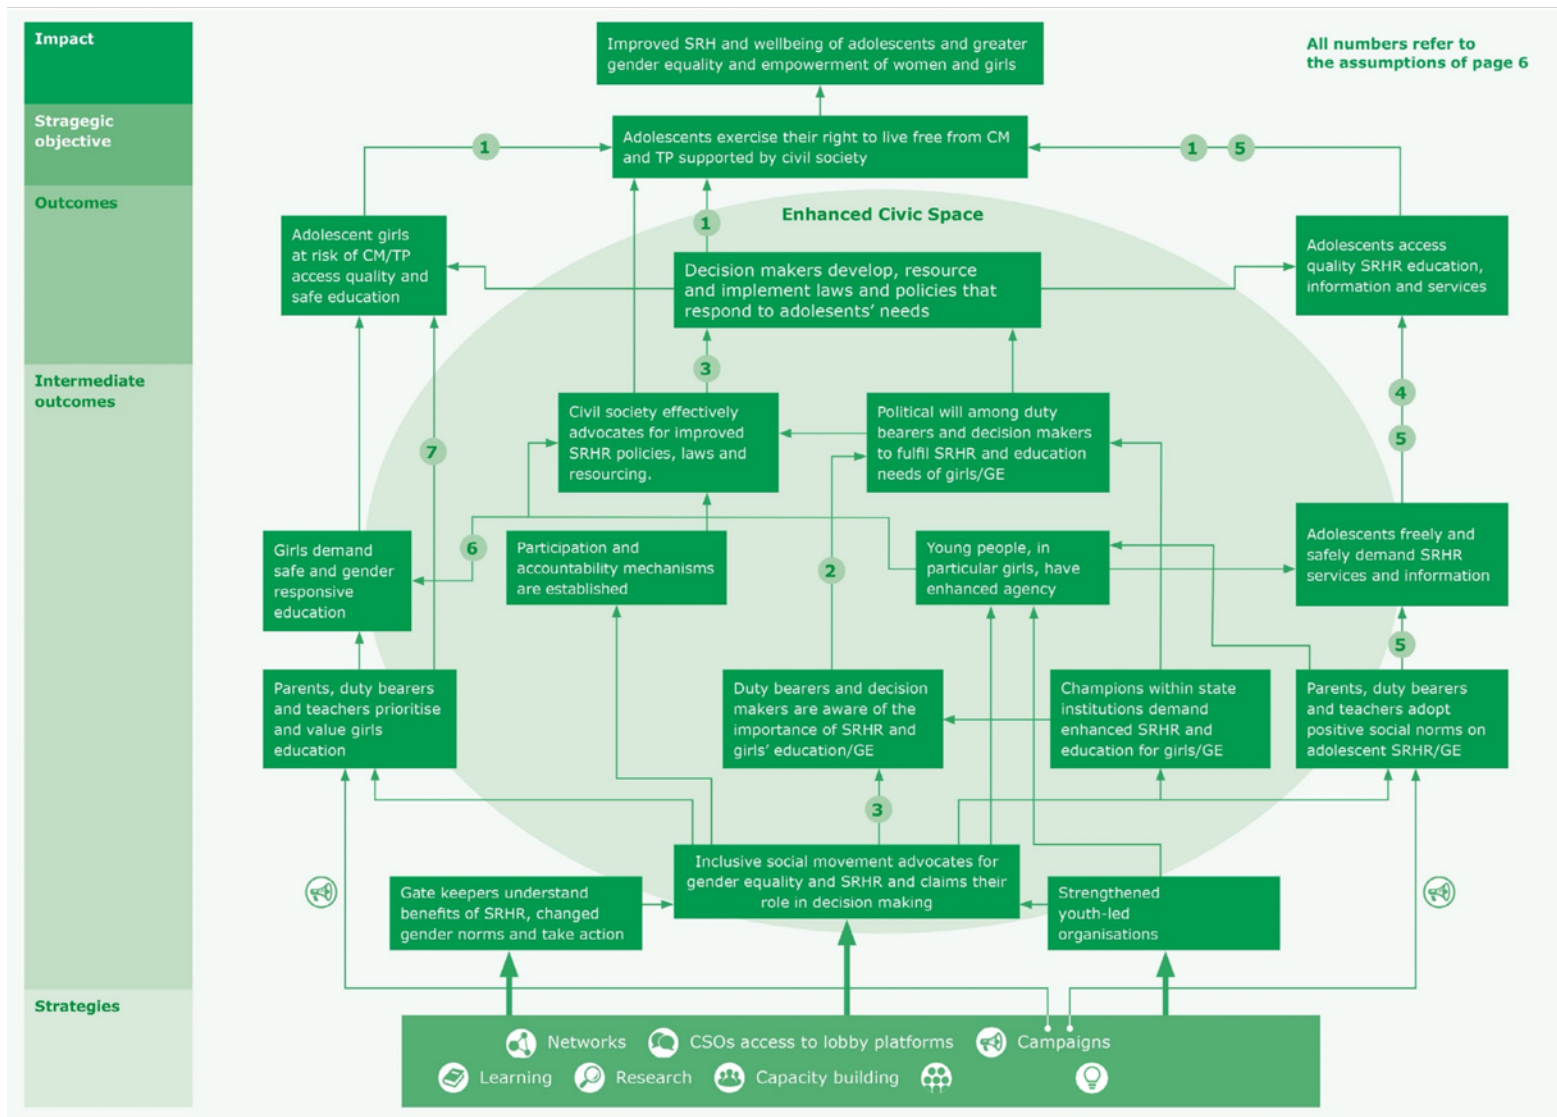 Impact
Improved SRH and wellbeing of adolescents and greater
gender equality and empowerment of women and girls
All numbers refer to
the assumptions of page 6
Stragegic
objective
Adolescents exercise their right to live free from CM
and TP supported by civil society
1
1
5
Outcomes
Enhanced Civic Space
1
Adolescent girls
at risk of CM/TP
access quality and
safe education
Decision makers develop, resource
and implement laws and policies that
respond to adolesents' needs
Adolescents access
quality SRHR education,
information and services
Intermediate
outcomes
3
4
Civil society effectively
advocates for improved
SRHR policies, laws and
resourcing.
Political will among duty
bearers and decision makers
to fulfil SRHR and education
needs of girls/GE
7
5
Girls demand
safe and gender
responsive
education
6
Participation and
accountability mechanisms
are established
2
Young people, in
particular girls, have
enhanced agency
Adolescents freely and
safely demand SRHR
services and information
5
Parents, duty bearers
and teachers prioritise
and value girls
education
Duty bearers and decision
makers are aware of the
importance of SRHR and
girls' education/GE
Champions within state
institutions demand
enhanced SRHR and
education for girls/GE
Parents, duty bearers
and teachers adopt
positive social norms on
adolescent SRHR/GE
3
Gate keepers understand
benefits of SRHR, changed
gender norms and take action
Inclusive social movement advocates for
gender equality and SRHR and claims their
role in decision making
Strengthened
youth-led
organisations
Strategies
Networks
CSOs access to lobby platforms
Campaigns
Learning
Research
Capacity building